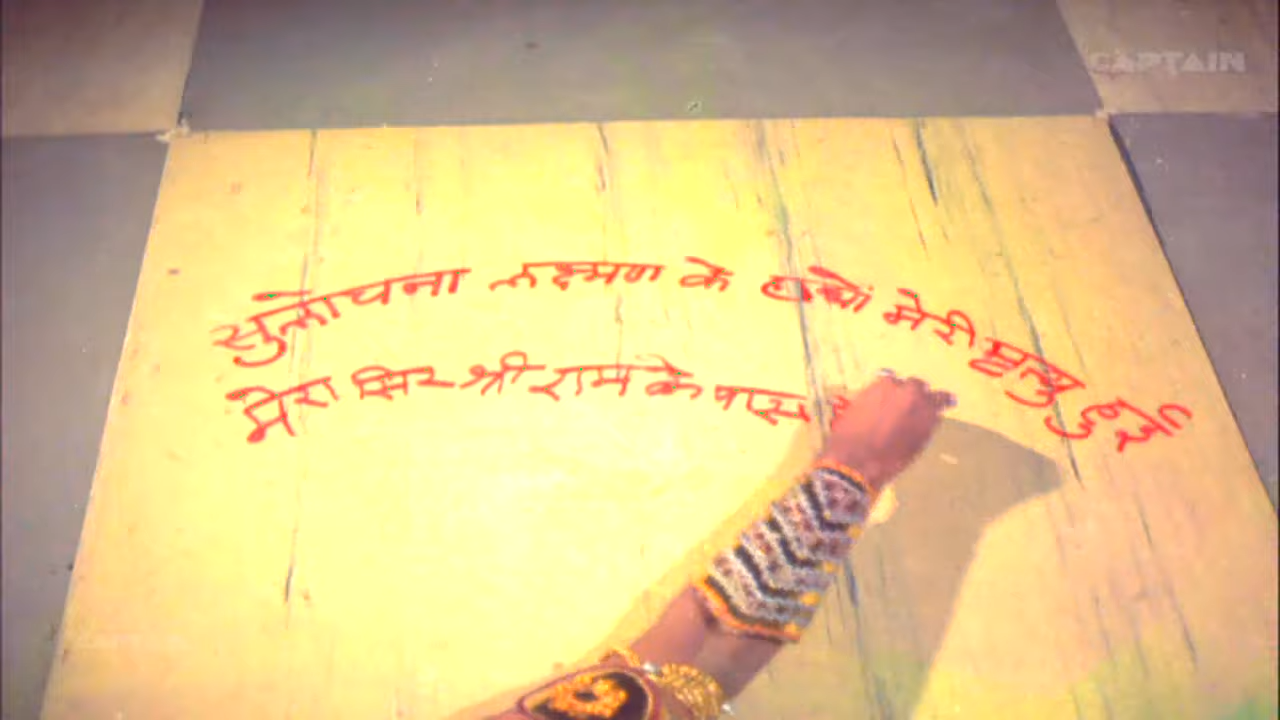 CAPTAIN
सुलोचना लक्ष्मण के हाथों मेरी मृत्यु हुई
मेरा सिर श्री राम के पास